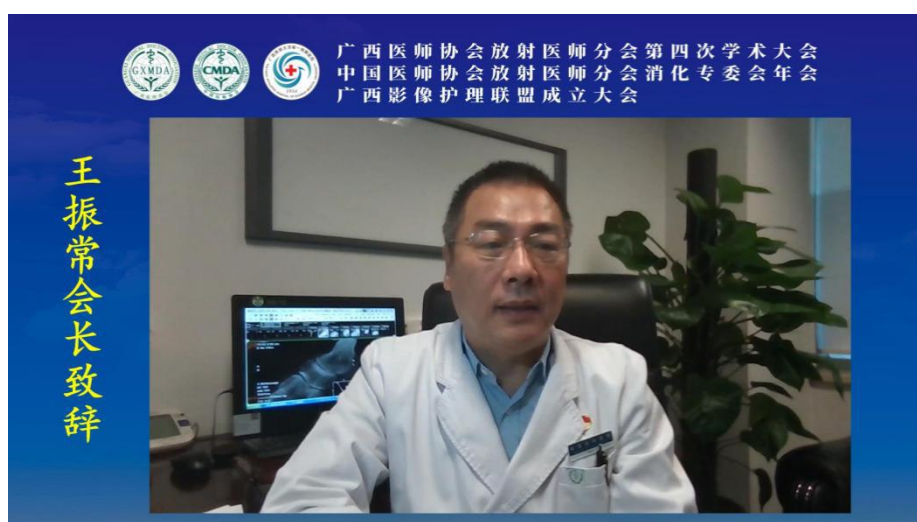 广西医师协会放射医师分会第四次学术大会
中国医师协会放射医师分会消化专委会年会
广西影像护理联盟成立大会
GXMDA
CMDA
王振常会长致辞